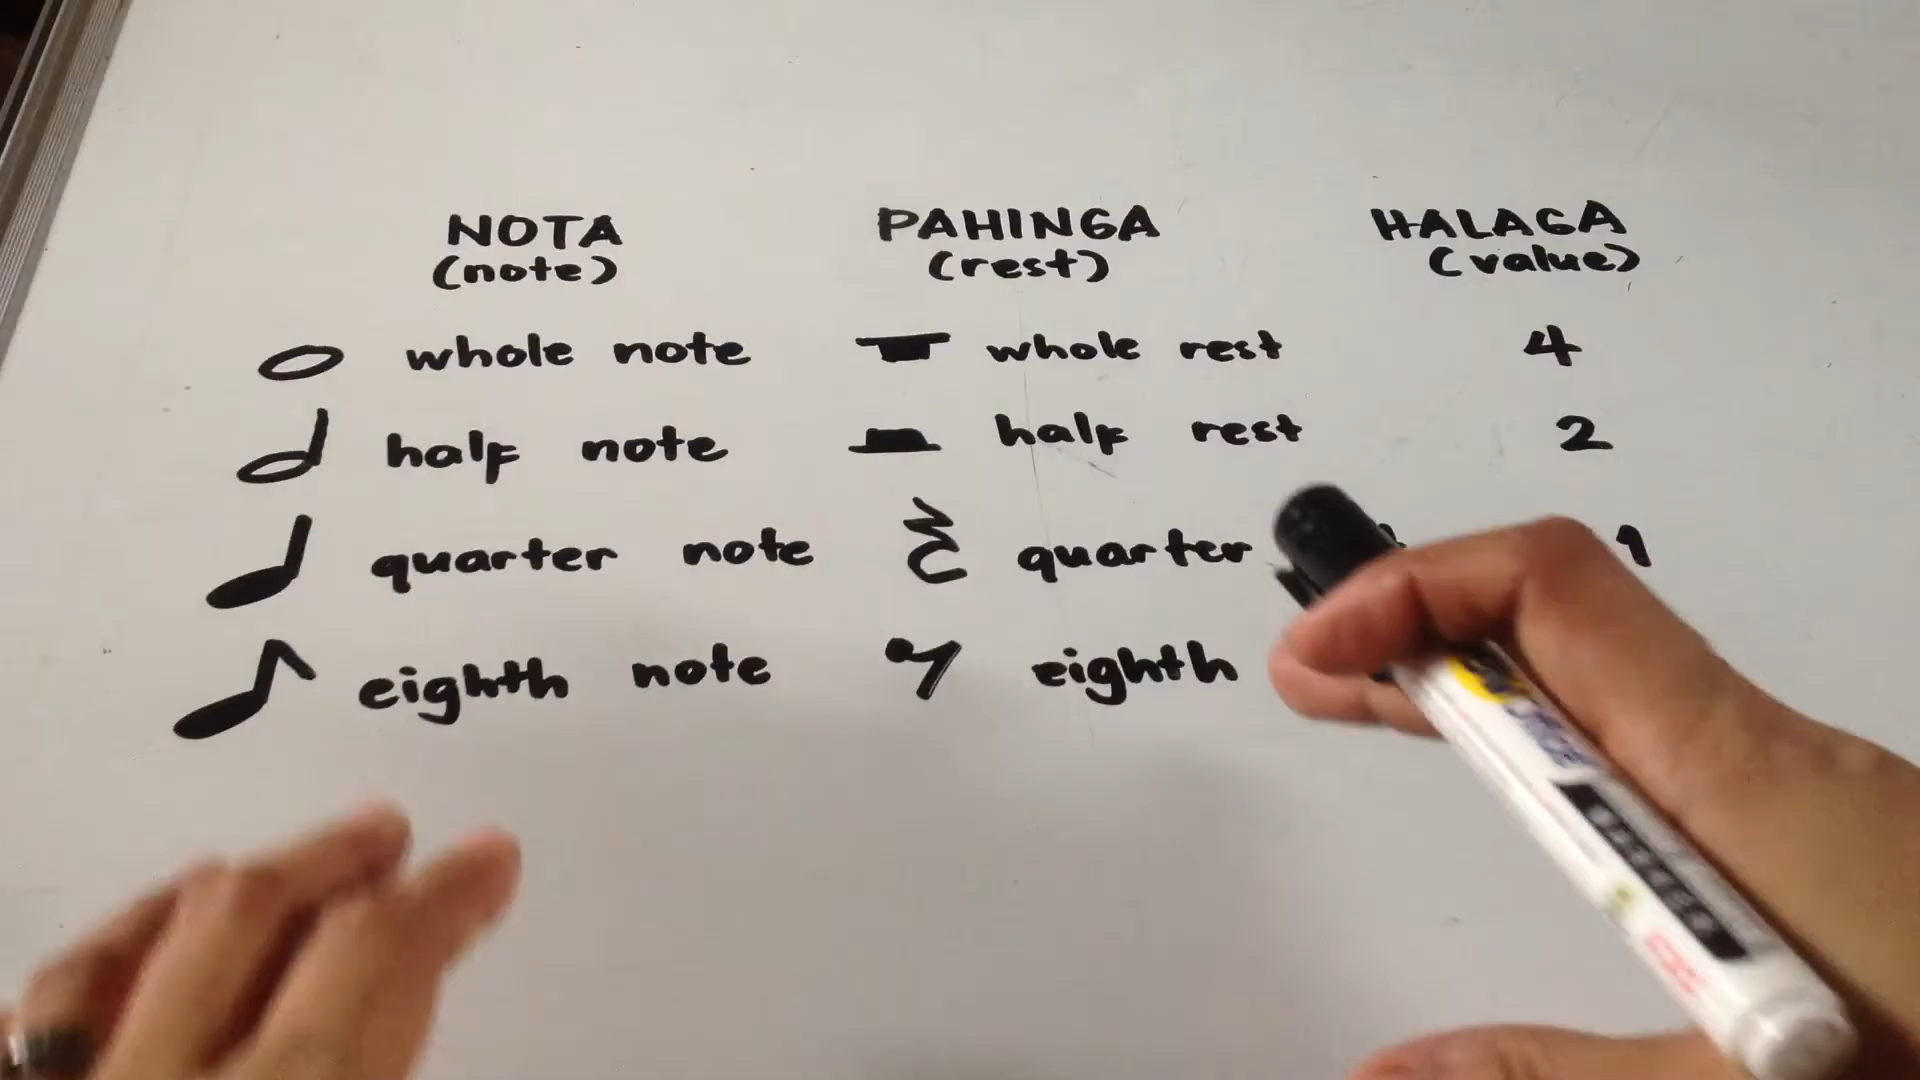 NOTA PAHINGA HALAGA
(note) (rest) (value)
whole note whole rest 4
half note half rest 2
quarter note quarter 1
eighth note eighth